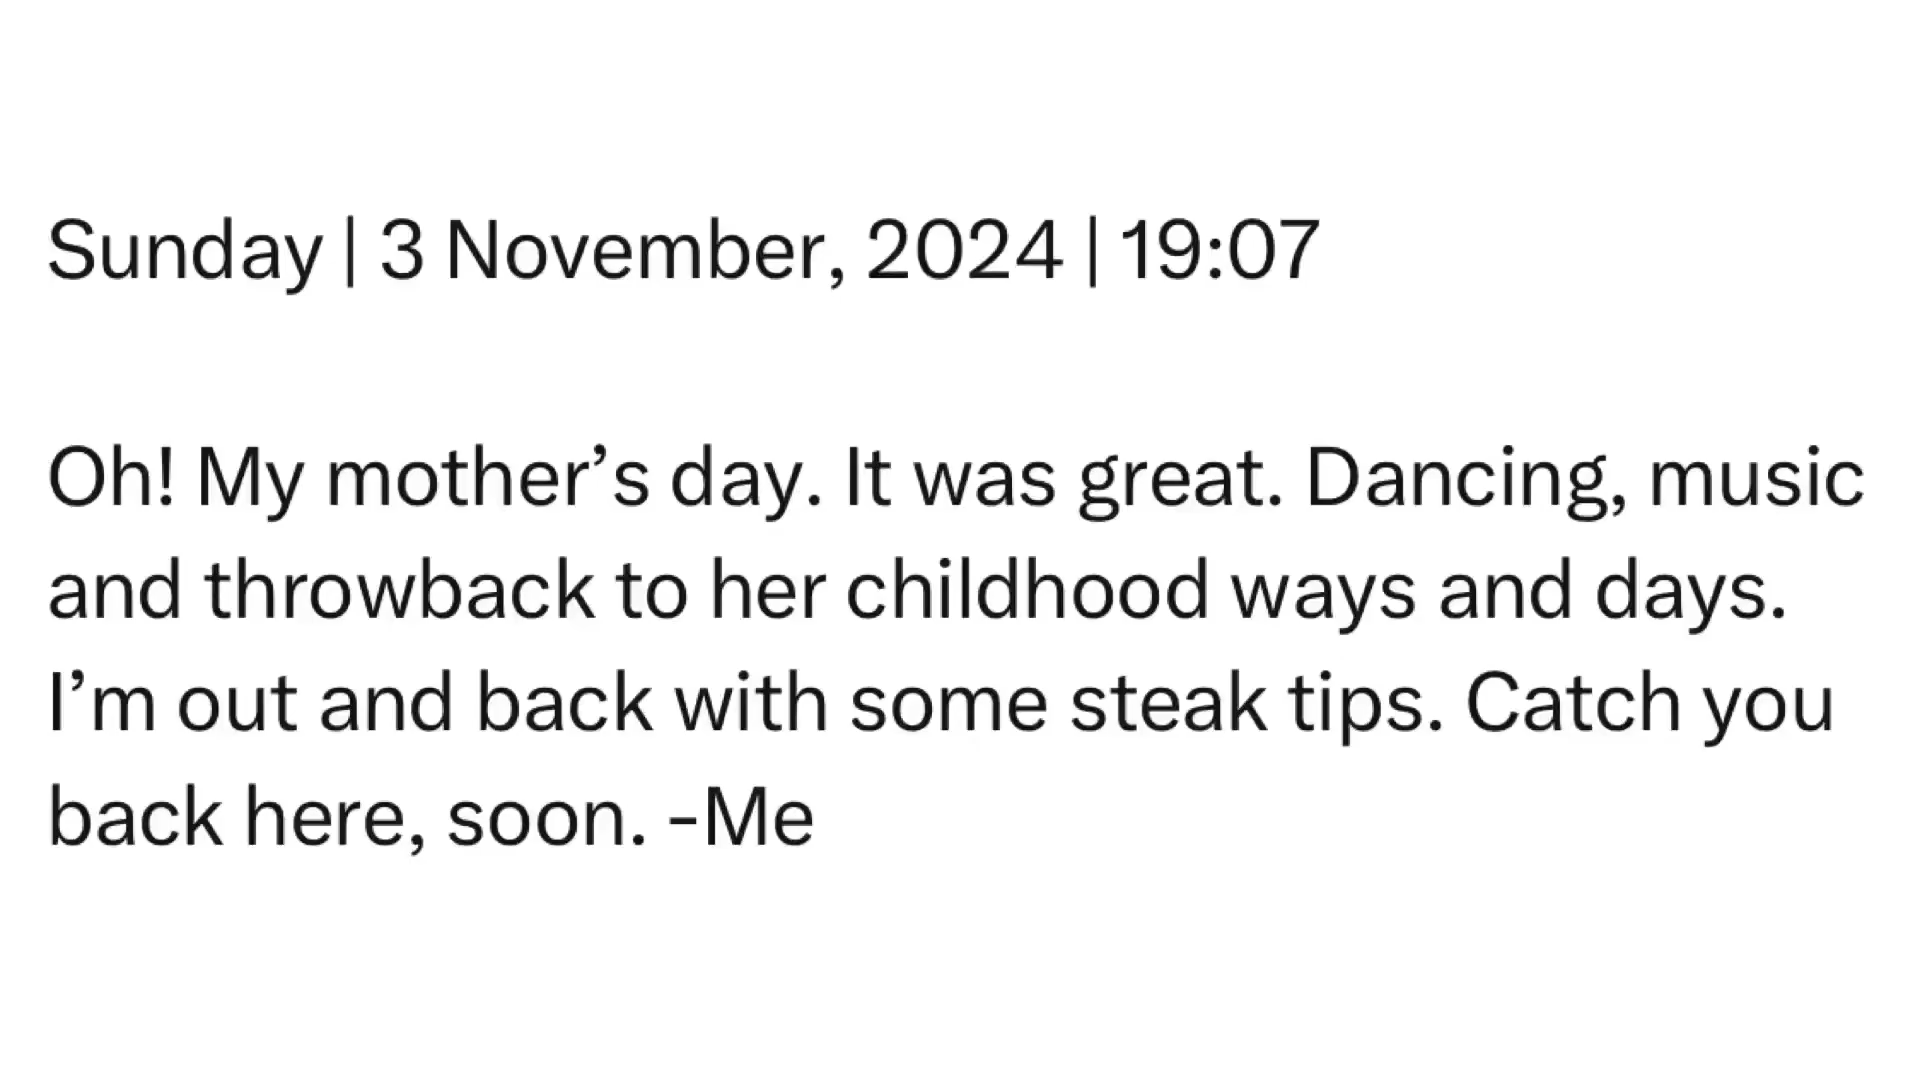 Sunday | 3 November, 2024 | 19:07
Oh! My mother’s day. It was great. Dancing, music
and throwback to her childhood ways and days.
I’m out and back with some steak tips. Catch you
back here, soon. -Me